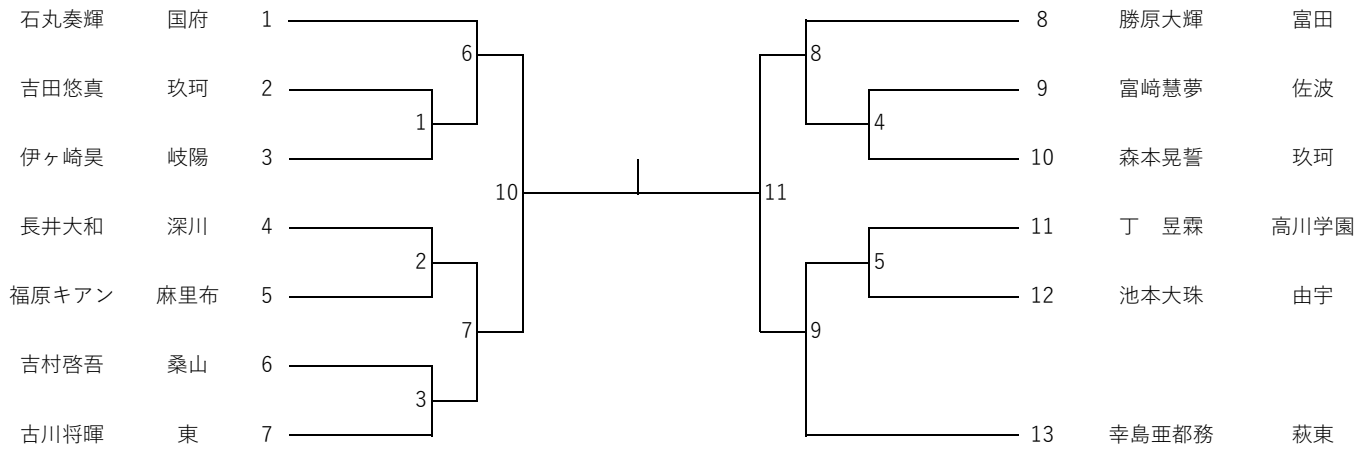 石丸奏輝 国府 1
8 勝原大輝 富田
6
8
吉田悠真 玖珂 2
9 富﨑慧夢 佐波
1
4
伊ヶ崎昊 岐陽 3
10 森本晃誓 玖珂
10
11
長井大和 深川 4
11 丁　昱霖 高川学園
2
5
福原キアン 麻里布 5
12 池本大珠 由宇
7
9
吉村啓吾 桑山 6
3
古川将暉 東 7
13 幸島亜都務 萩東